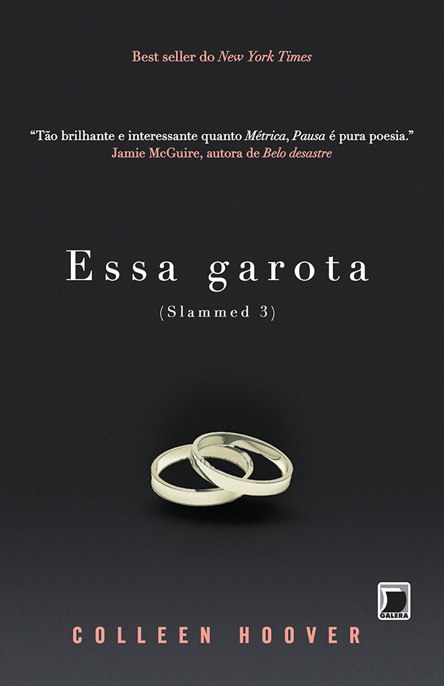 Best seller do New York Times
“Tão brilhante e interessante quanto Métrica, Pausa é pura poesia.”
Jamie McGuire, autora de Belo desastre
Essa garota
(Slammed 3)
GALERA
COLLEEN HOOVER